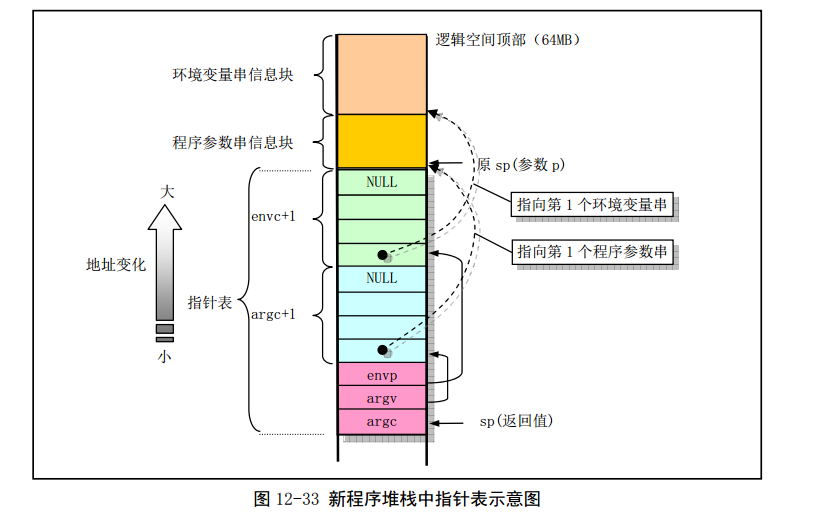 逻辑空间顶部（64MB）
环境变量串信息块
程序参数串信息块
原 sp(参数 p)
NULL
大
指向第 1 个环境变量串
envc+1
指向第 1 个程序参数串
地址变化
NULL
指针表
argc+1
小
envp
argv
argc
sp(返回值)
图 12-33 新程序堆栈中指针表示意图